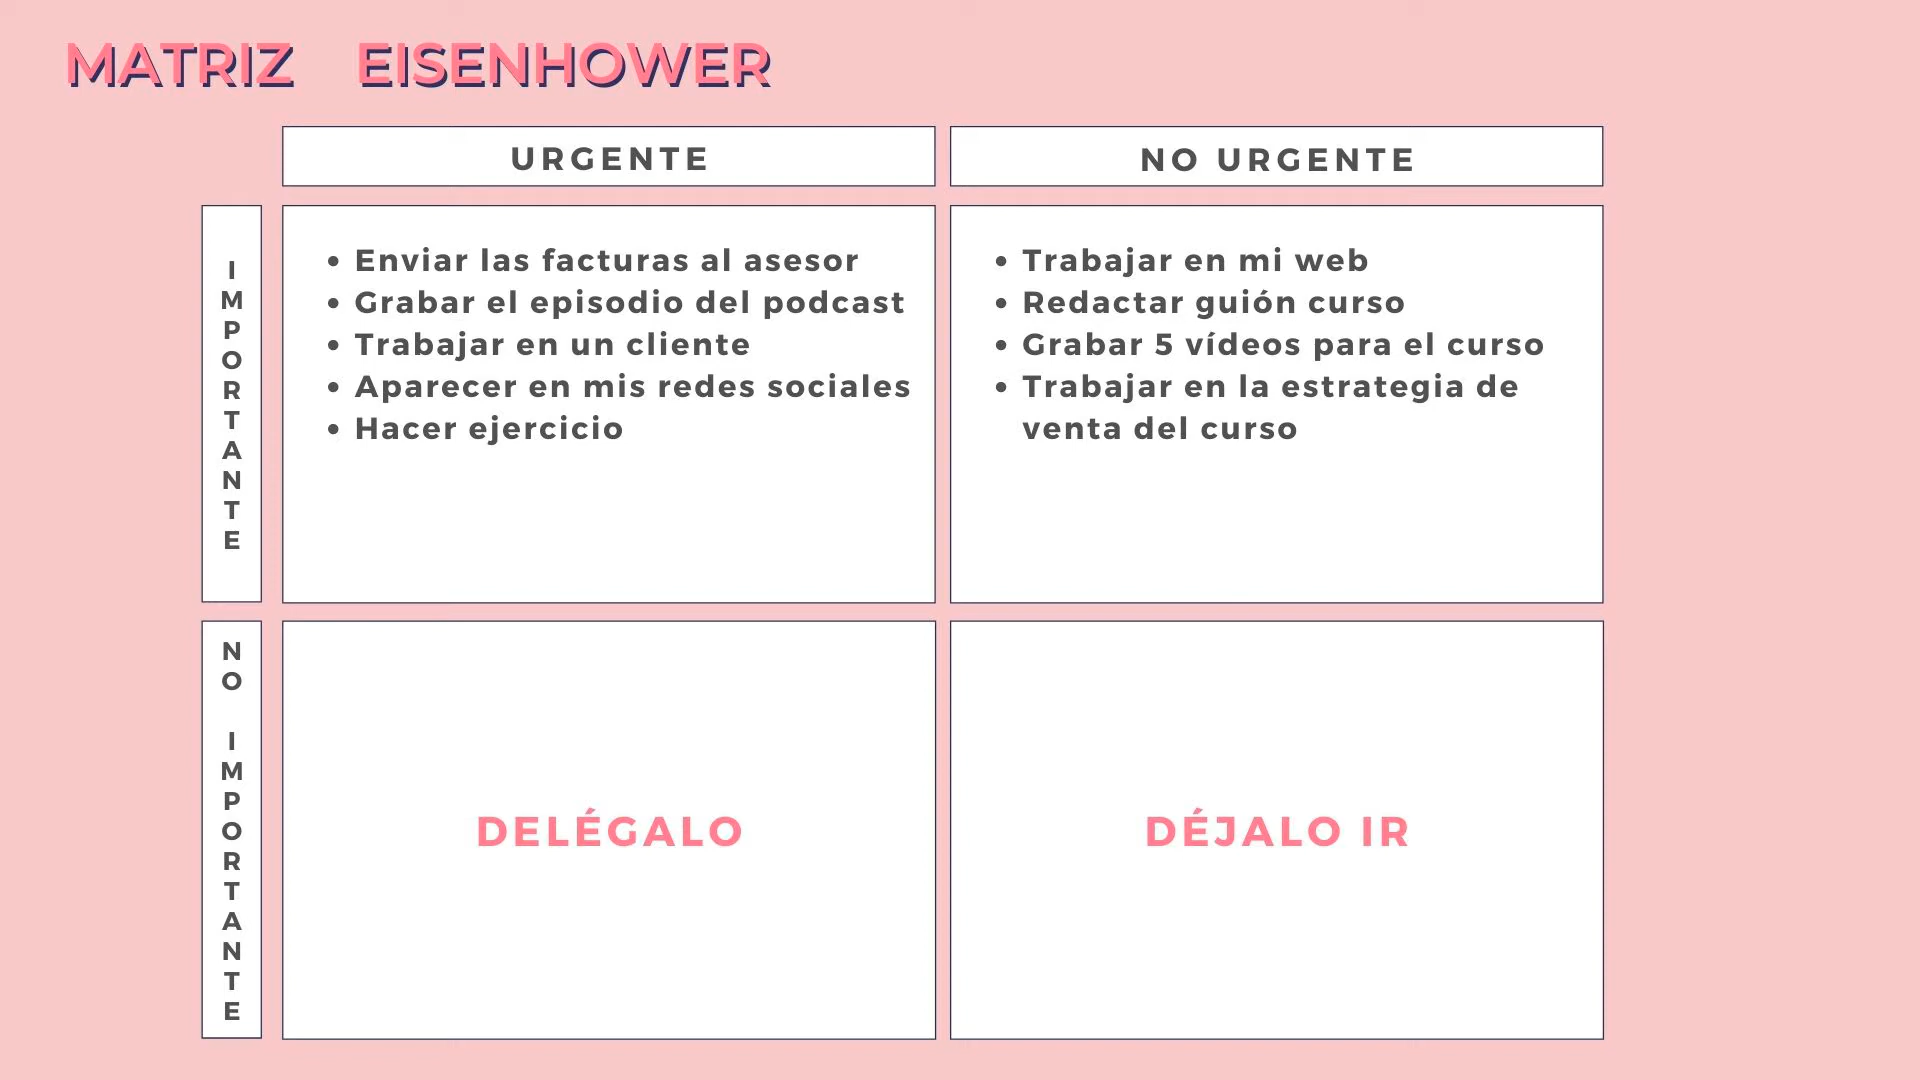 MATRIZ EISENHOWER
URGENTE
NO URGENTE
IMPORTANTE
Enviar las facturas al asesor
Grabar el episodio del podcast
Trabajar en un cliente
Aparecer en mis redes sociales
Hacer ejercicio
Trabajar en mi web
Redactar guión curso
Grabar 5 vídeos para el curso
Trabajar en la estrategia de
venta del curso
NO IMPORTANTE
DELÉGALO
DÉJALO IR